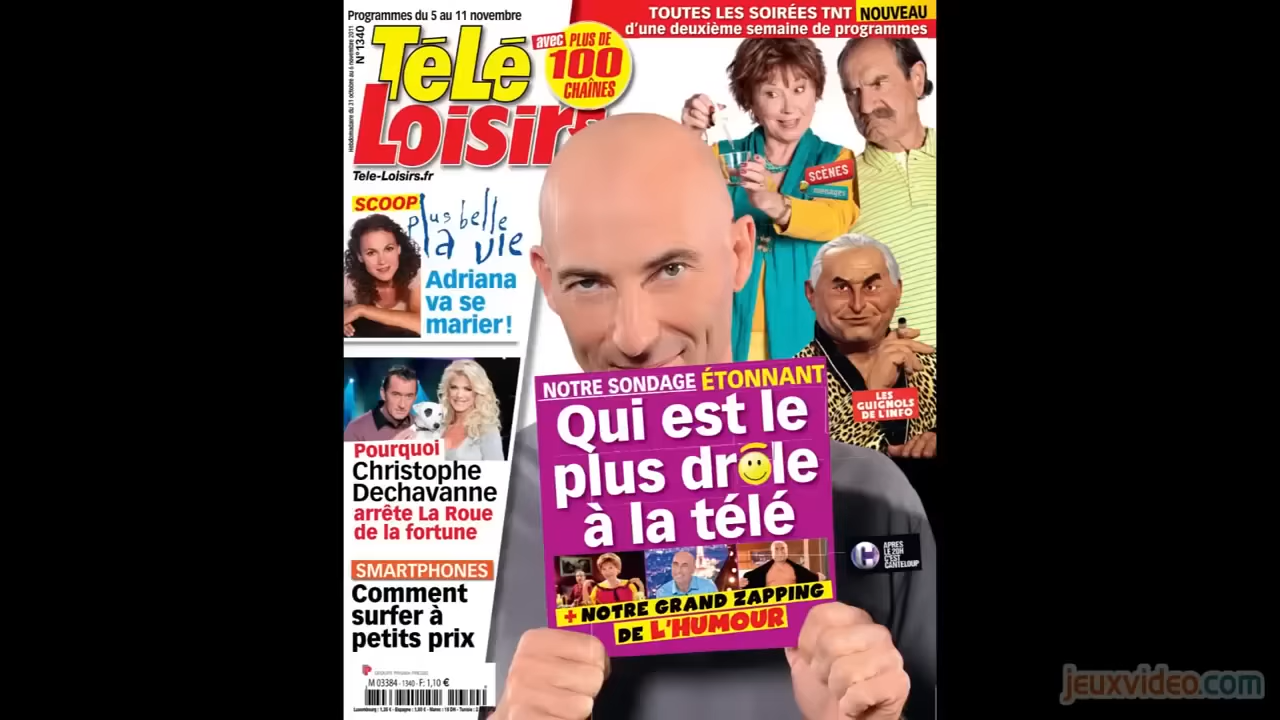 Programmes du 5 au 11 novembre
TOUTES LES SOIRÉES TNT NOUVEAU
d'une deuxième semaine de programmes
N°1340
TéLé
LoisirS
avec PLUS DE
100
CHAÎNES
Tele-Loisirs.fr
SCÈNES
ménages
SCOOP
plus belle
la vie
Adriana
va se
marier !
LES
GUIGNOLS
DE L'INFO
NOTRE SONDAGE ÉTONNANT
Qui est le
plus drôle
à la télé
Pourquoi
Christophe
Dechavanne
arrête La Roue
de la fortune
APRES
LE 20H
C'EST
CANTELOUP
SMARTPHONES
Comment
surfer à
petits prix
+ NOTRE GRAND ZAPPING
DE L'HUMOUR
M 03384 - 1340 - F: 1,10 €
jeuxvideo.com